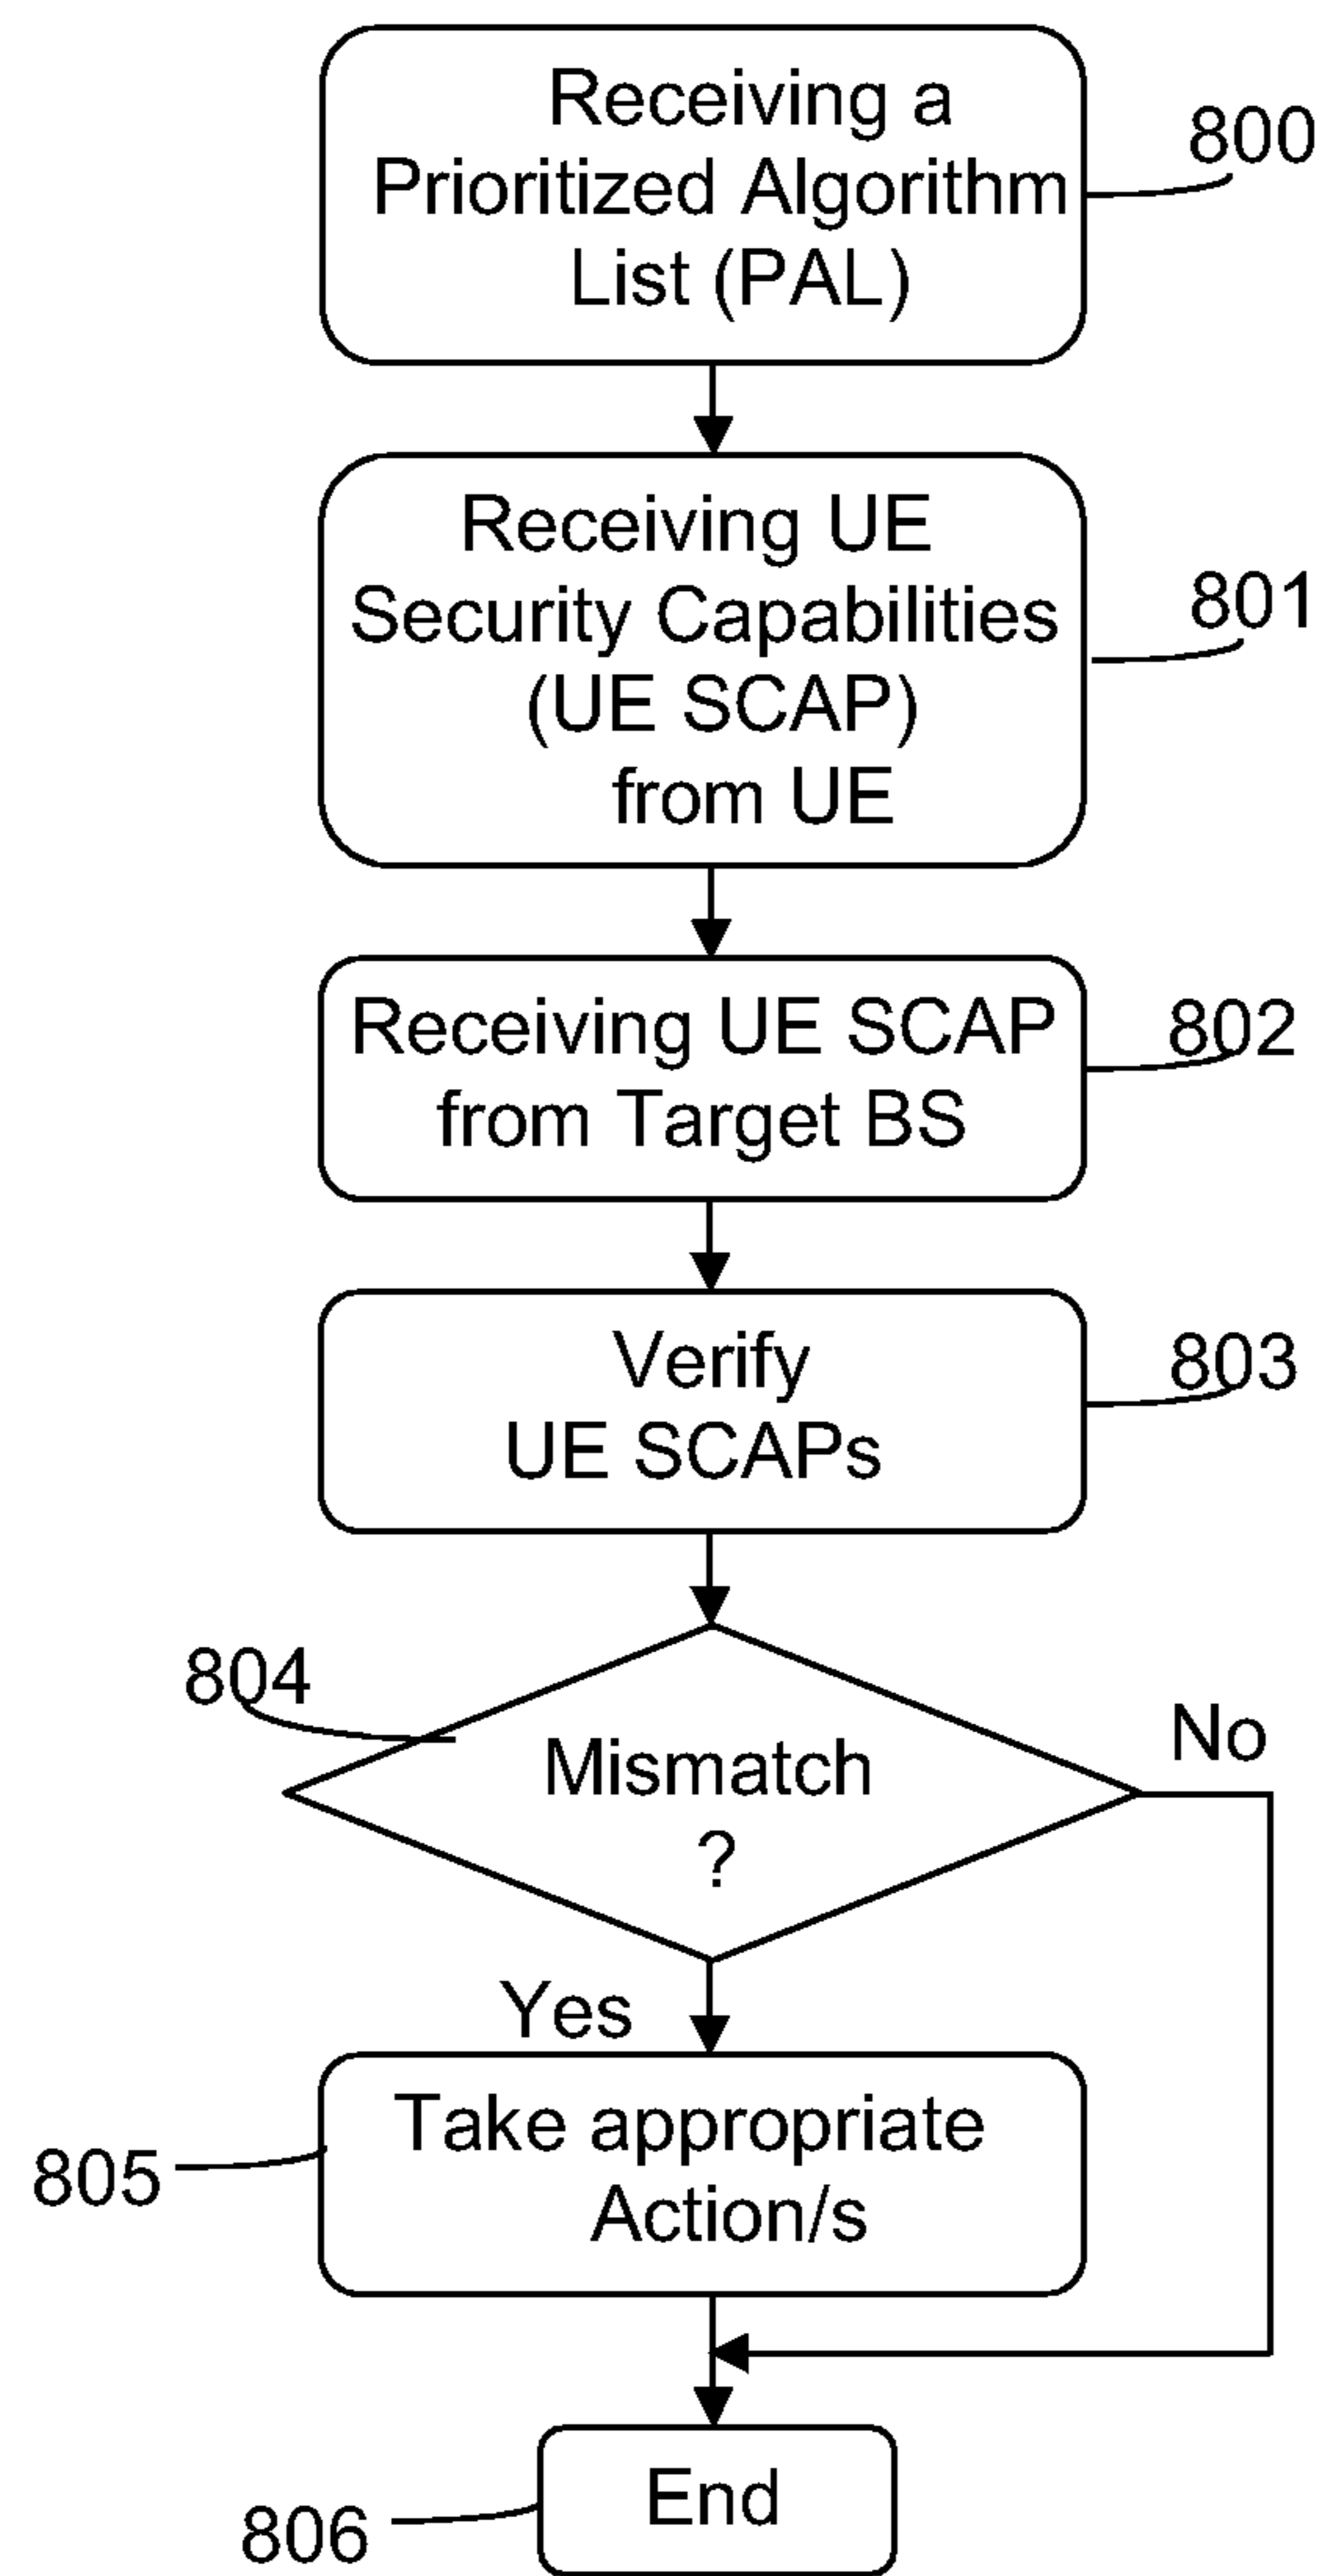 Receiving a
Prioritized Algorithm
List (PAL)
800
Receiving UE
Security Capabilities
(UE SCAP)
from UE
801
Receiving UE SCAP
from Target BS
802
Verify
UE SCAPs
803
804
Mismatch
?
No
Yes
Take appropriate
Action/s
805
End
806